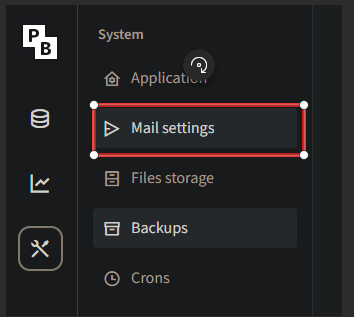 PB
System
Application
Mail settings
Files storage
Backups
Crons